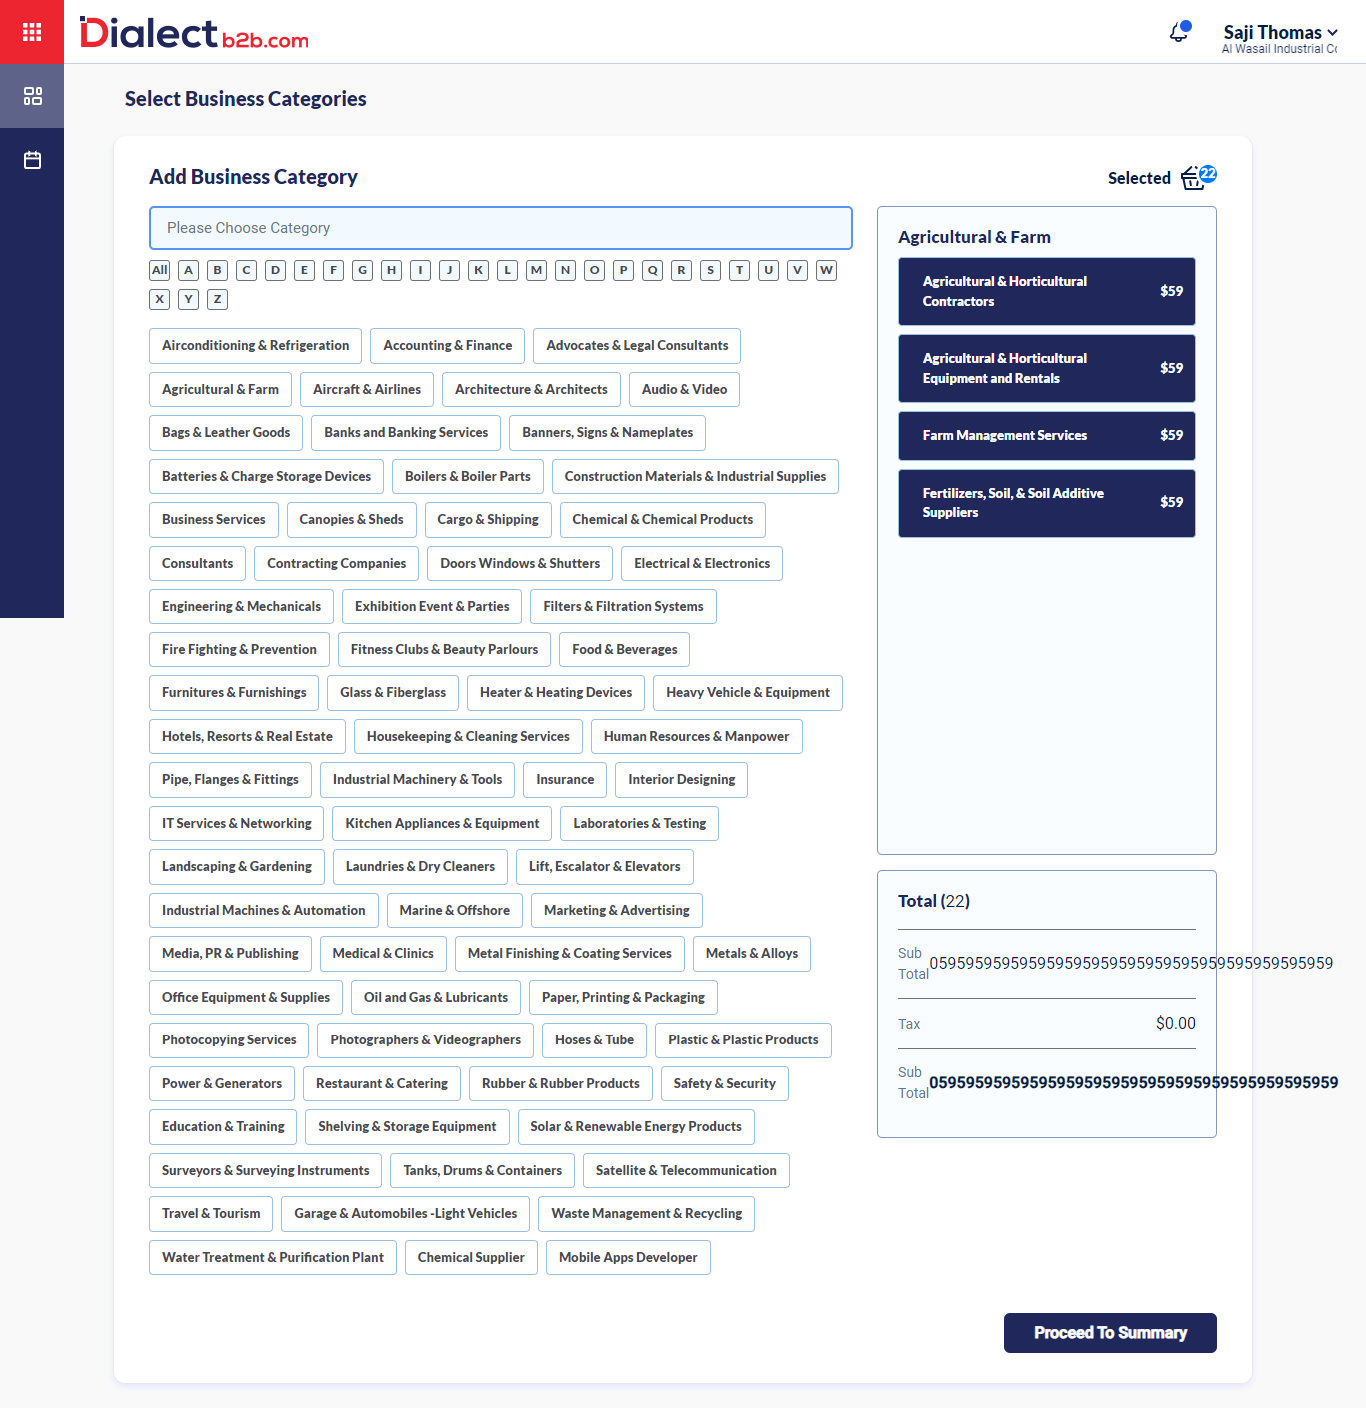 Dialect b2b.com
Saji Thomas
Al Wasail Industrial Co
Select Business Categories
Add Business Category
Selected 22
Please Choose Category
All A B C D E F G H I J K L M N O P Q R S T U V W
X Y Z
Airconditioning & Refrigeration Accounting & Finance Advocates & Legal Consultants
Agricultural & Farm Aircraft & Airlines Architecture & Architects Audio & Video
Bags & Leather Goods Banks and Banking Services Banners, Signs & Nameplates
Batteries & Charge Storage Devices Boilers & Boiler Parts Construction Materials & Industrial Supplies
Business Services Canopies & Sheds Cargo & Shipping Chemical & Chemical Products
Consultants Contracting Companies Doors Windows & Shutters Electrical & Electronics
Engineering & Mechanicals Exhibition Event & Parties Filters & Filtration Systems
Fire Fighting & Prevention Fitness Clubs & Beauty Parlours Food & Beverages
Furnitures & Furnishings Glass & Fiberglass Heater & Heating Devices Heavy Vehicle & Equipment
Hotels, Resorts & Real Estate Housekeeping & Cleaning Services Human Resources & Manpower
Pipe, Flanges & Fittings Industrial Machinery & Tools Insurance Interior Designing
IT Services & Networking Kitchen Appliances & Equipment Laboratories & Testing
Landscaping & Gardening Laundries & Dry Cleaners Lift, Escalator & Elevators
Industrial Machines & Automation Marine & Offshore Marketing & Advertising
Media, PR & Publishing Medical & Clinics Metal Finishing & Coating Services Metals & Alloys
Office Equipment & Supplies Oil and Gas & Lubricants Paper, Printing & Packaging
Photocopying Services Photographers & Videographers Hoses & Tube Plastic & Plastic Products
Power & Generators Restaurant & Catering Rubber & Rubber Products Safety & Security
Education & Training Shelving & Storage Equipment Solar & Renewable Energy Products
Surveyors & Surveying Instruments Tanks, Drums & Containers Satellite & Telecommunication
Travel & Tourism Garage & Automobiles -Light Vehicles Waste Management & Recycling
Water Treatment & Purification Plant Chemical Supplier Mobile Apps Developer
Agricultural & Farm
Agricultural & Horticultural
Contractors
$59
Agricultural & Horticultural
Equipment and Rentals
$59
Farm Management Services $59
Fertilizers, Soil, & Soil Additive
Suppliers
$59
Total (22)
Sub
Total
059595959595959595959595959595959595959595959
Tax $0.00
Sub
Total
059595959595959595959595959595959595959595959
Proceed To Summary